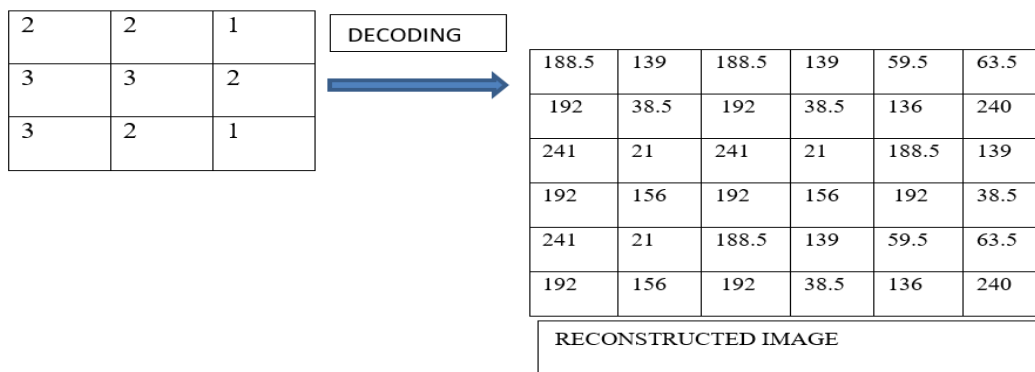 2 2 1
3 3 2
3 2 1
DECODING
188.5 139 188.5 139 59.5 63.5
192 38.5 192 38.5 136 240
241 21 241 21 188.5 139
192 156 192 156 192 38.5
241 21 188.5 139 59.5 63.5
192 156 192 38.5 136 240
RECONSTRUCTED IMAGE